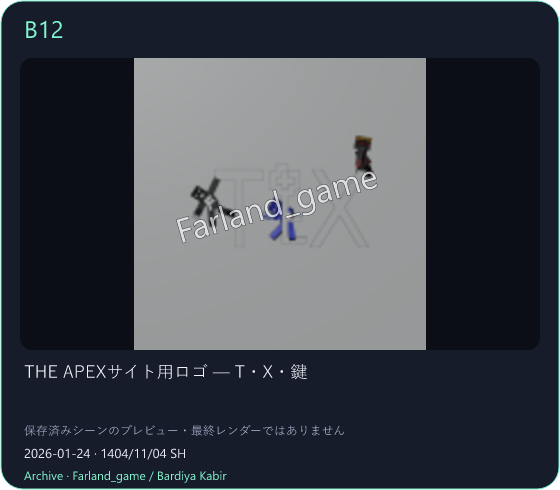 B12
T X
Farland_game
THE APEXサイト用ロゴ — T・X・鍵
保存済みシーンのプレビュー・最終レンダーではありません
2026-01-24 · 1404/11/04 SH
Archive · Farland_game / Bardiya Kabir